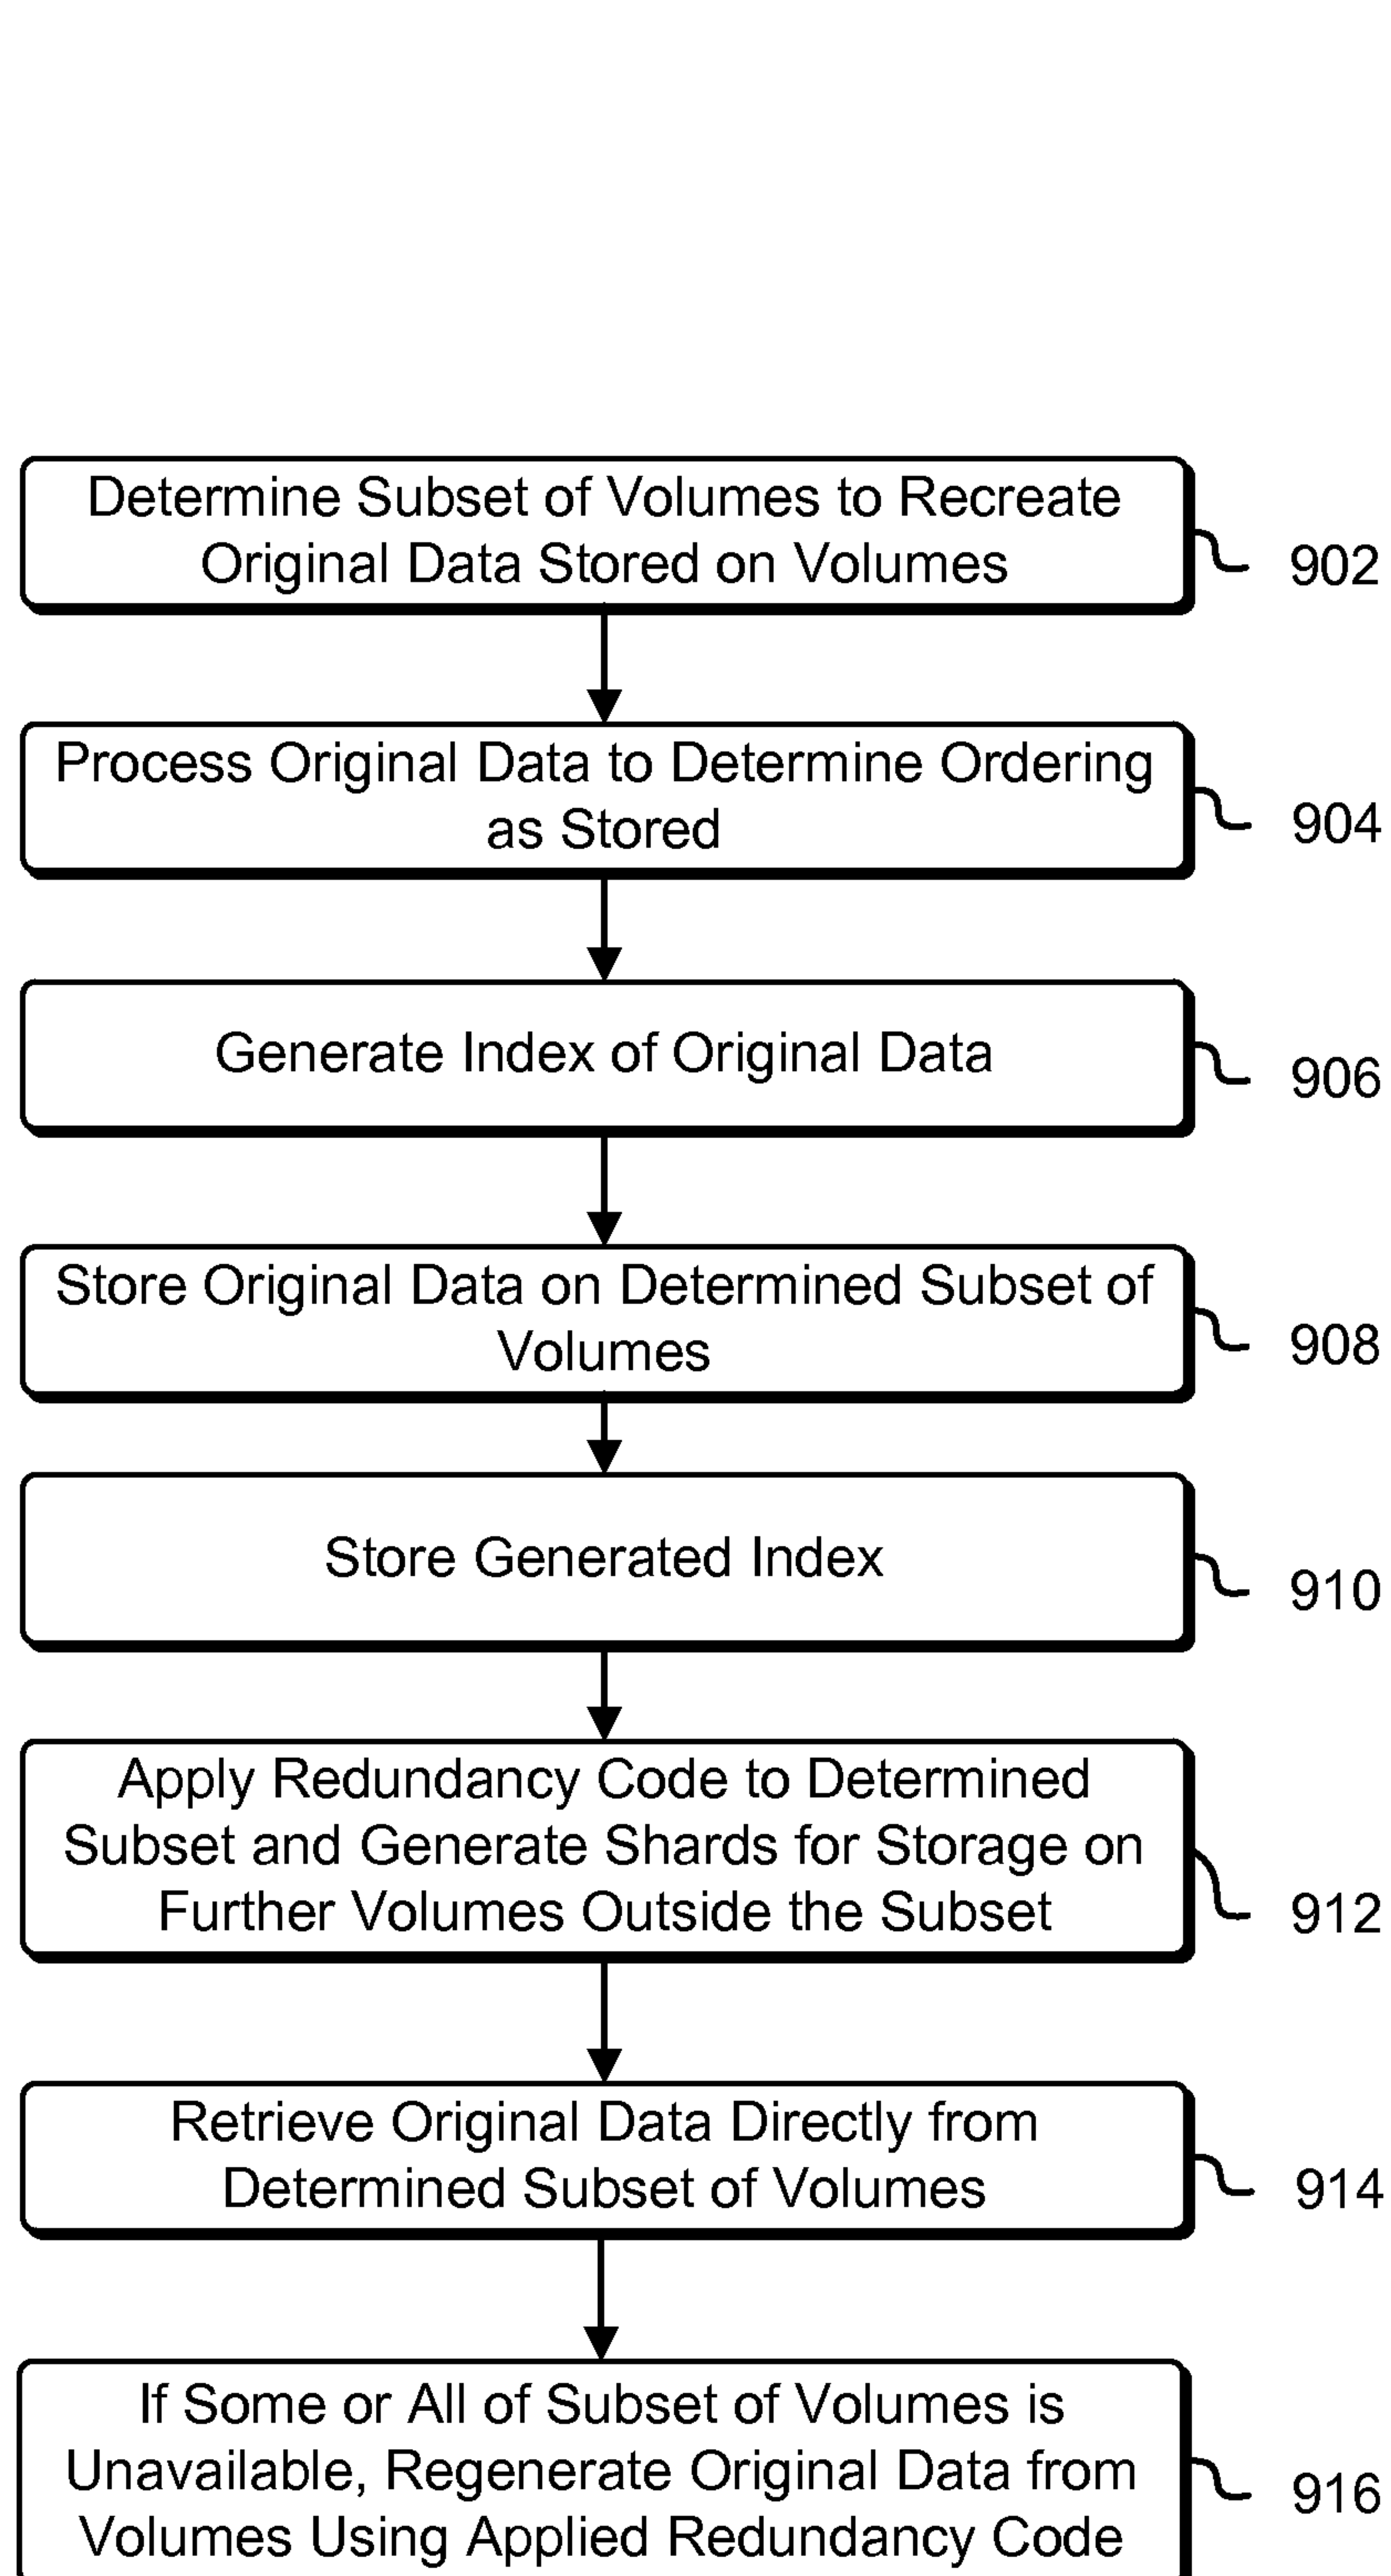 Determine Subset of Volumes to Recreate
Original Data Stored on Volumes
902
Process Original Data to Determine Ordering
as Stored
904
Generate Index of Original Data
906
Store Original Data on Determined Subset of
Volumes
908
Store Generated Index
910
Apply Redundancy Code to Determined
Subset and Generate Shards for Storage on
Further Volumes Outside the Subset
912
Retrieve Original Data Directly from
Determined Subset of Volumes
914
If Some or All of Subset of Volumes is
Unavailable, Regenerate Original Data from
Volumes Using Applied Redundancy Code
916